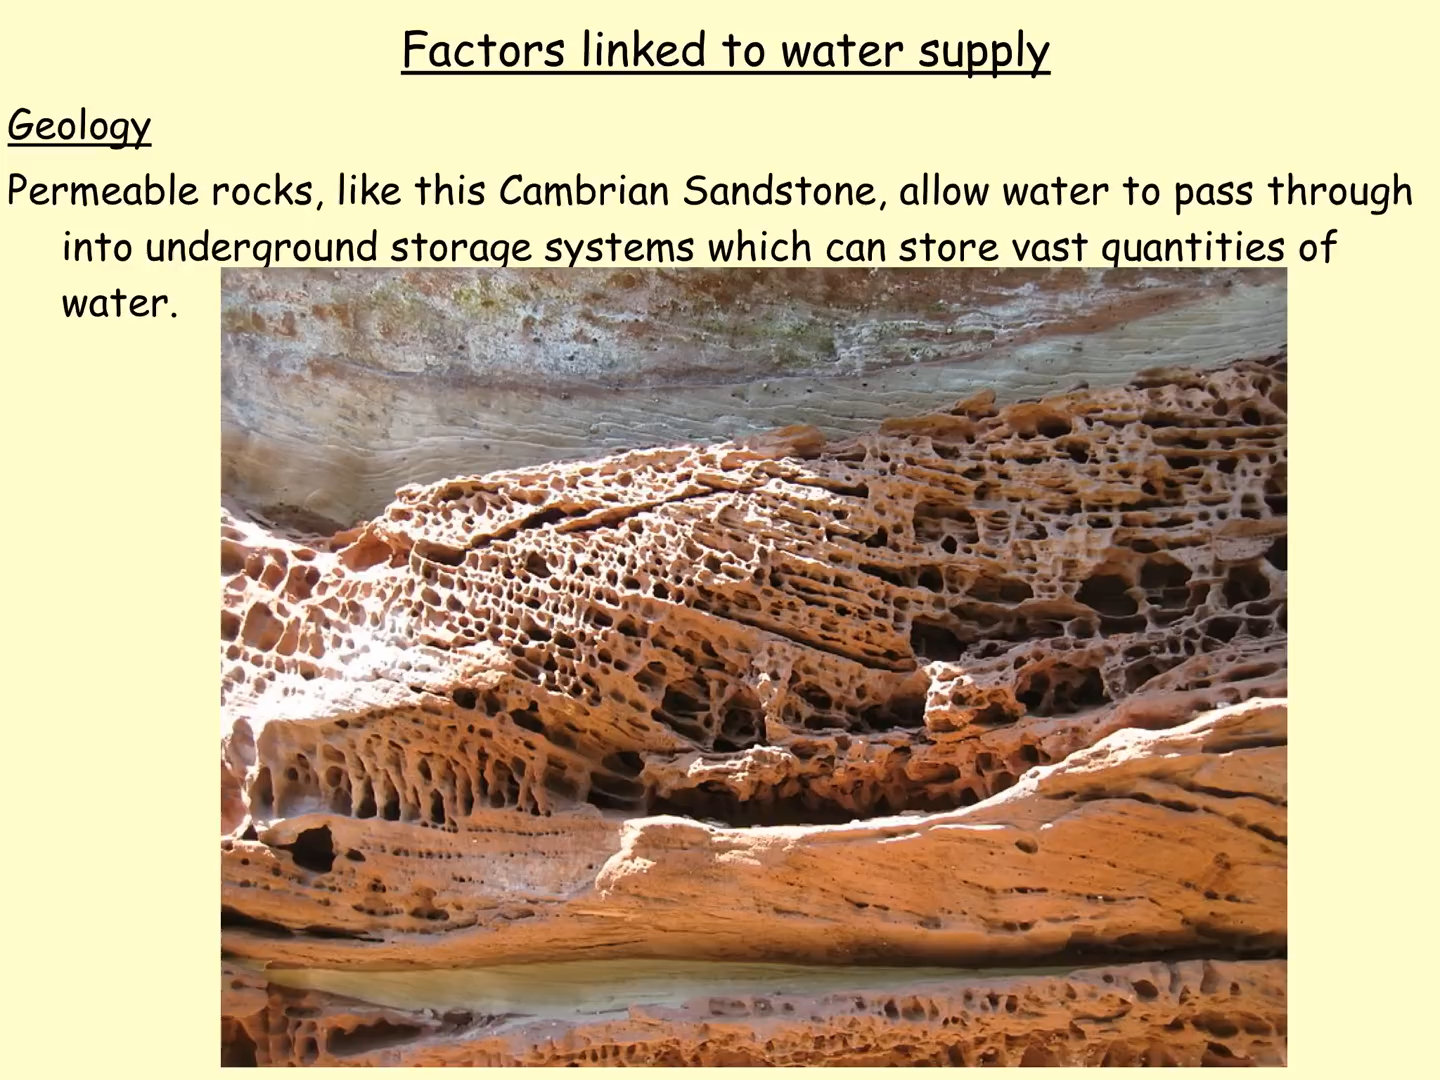 Factors linked to water supply
Geology
Permeable rocks, like this Cambrian Sandstone, allow water to pass through
into underground storage systems which can store vast quantities of
water.